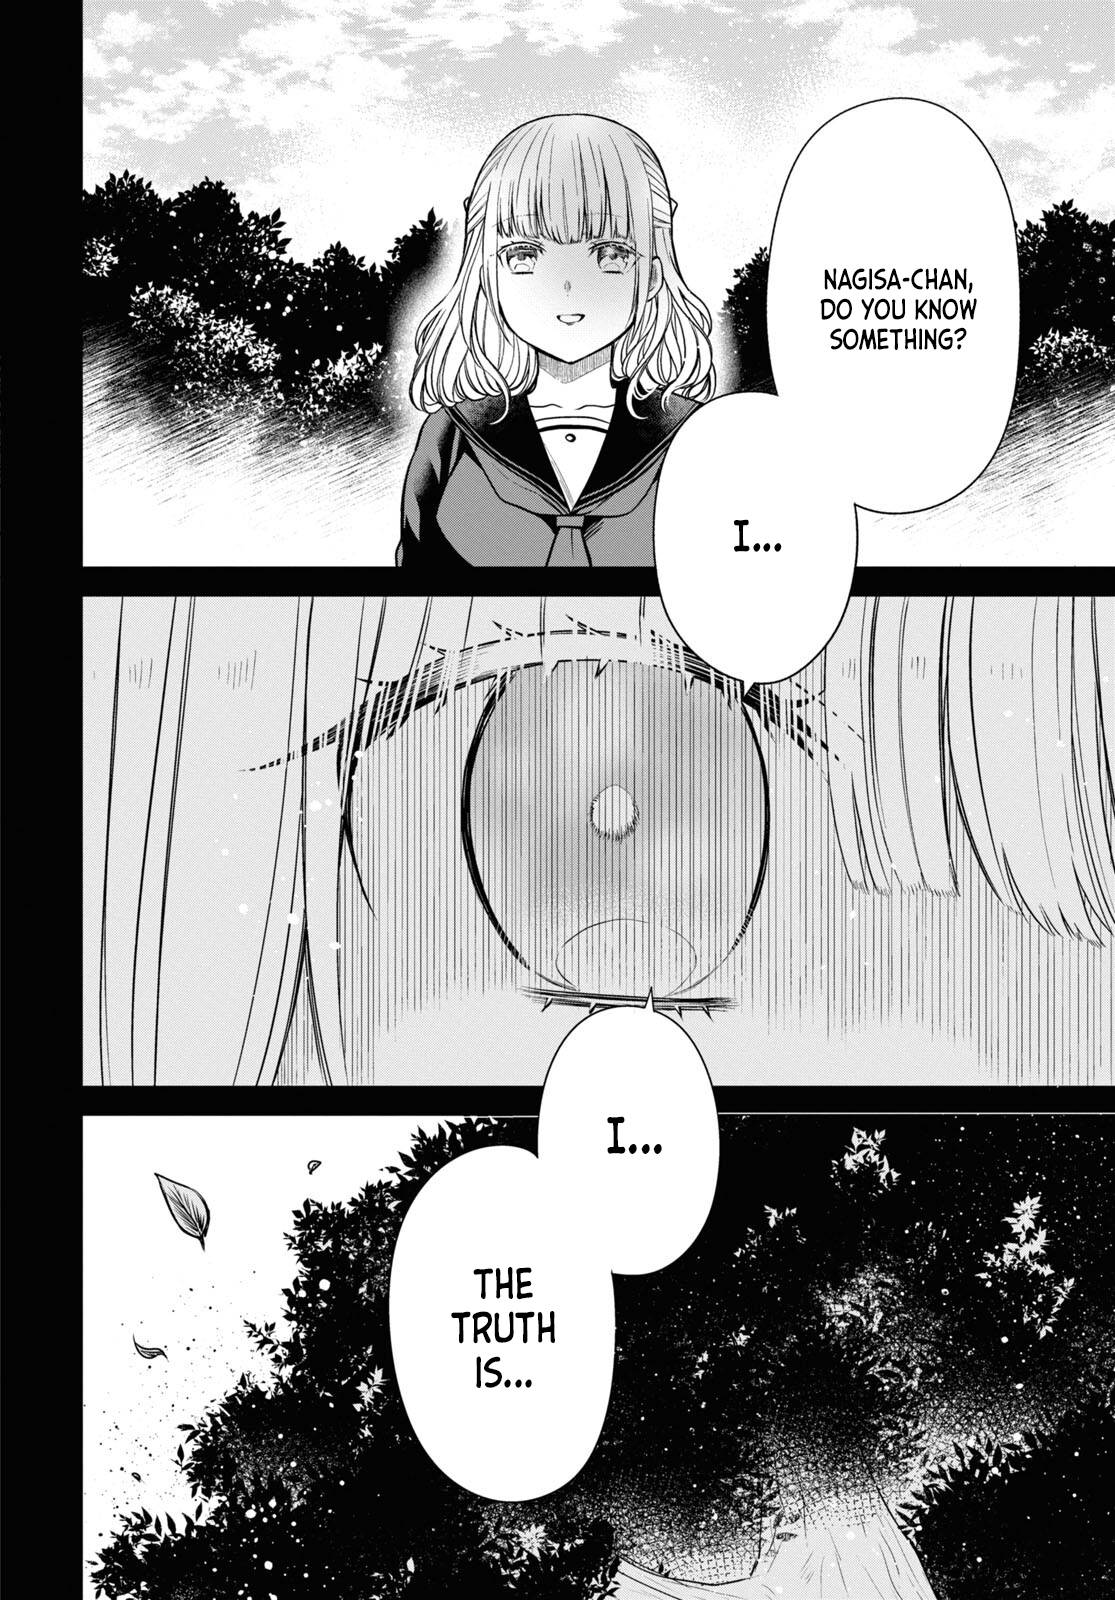 NAGISA-CHAN,
DO YOU KNOW
SOMETHING?
I...
I...
THE
TRUTH
IS...